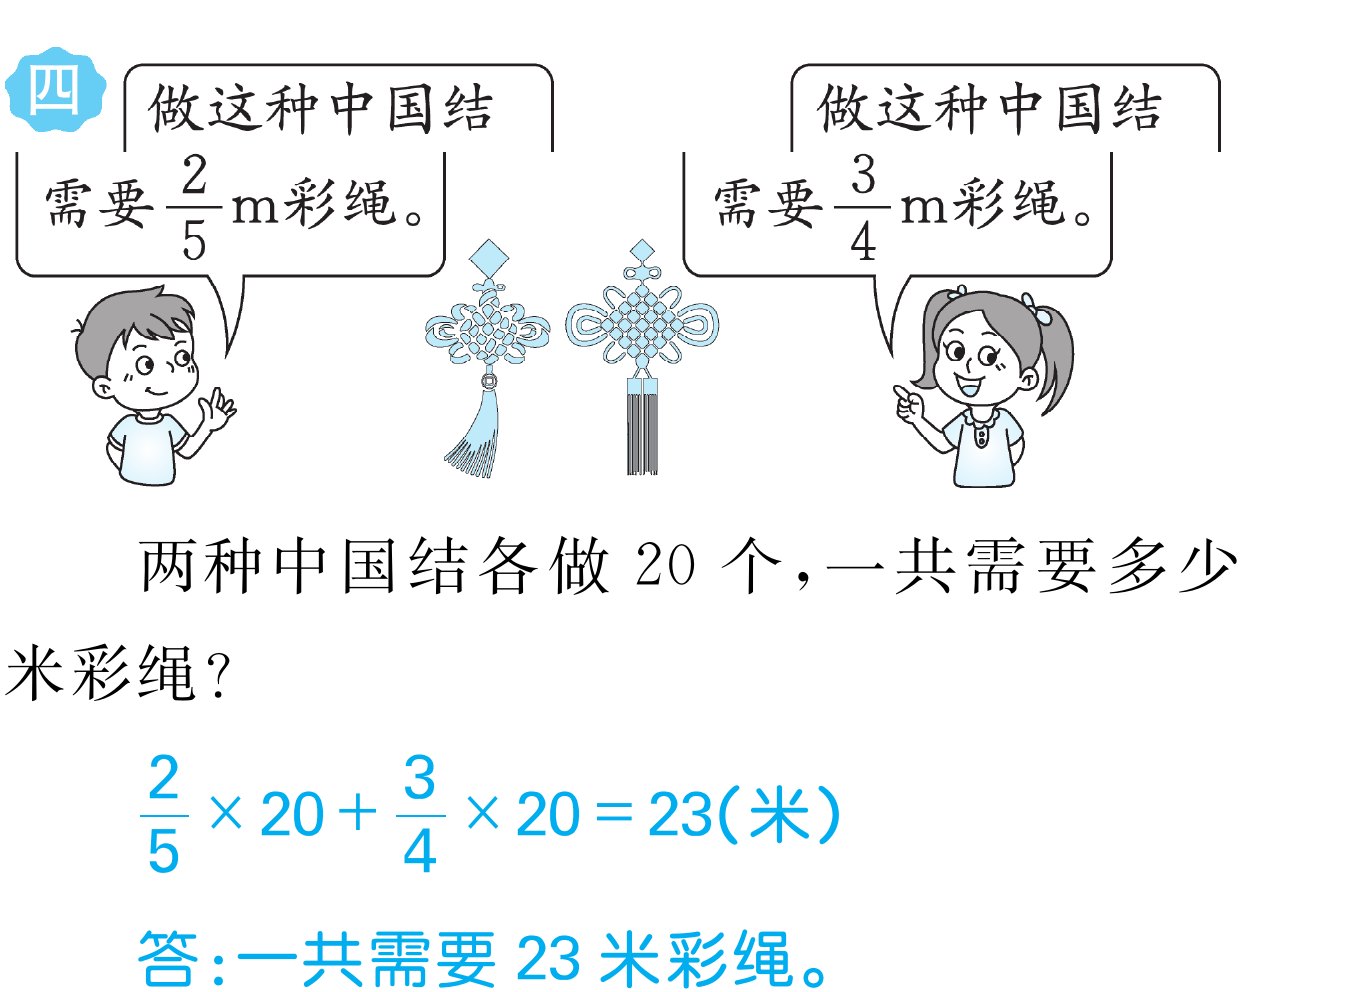 四
做这种中国结
需要2/5m彩绳。
做这种中国结
需要3/4m彩绳。
两种中国结各做 20 个,一共需要多少
米彩绳?
2/5×20+3/4×20=23(米)
答:一共需要 23 米彩绳。